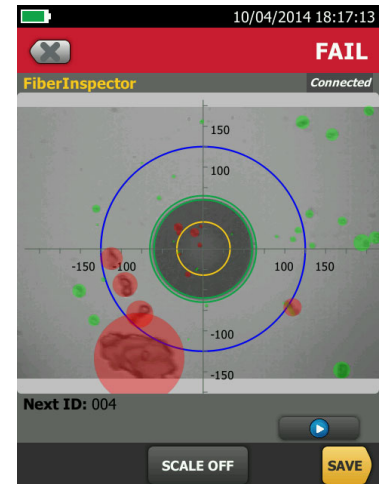 10/04/2014 18:17:13
FAIL
FiberInspector Connected
150
100
-150 -100 100 150
-100
-150
Next ID: 004
SCALE OFF SAVE